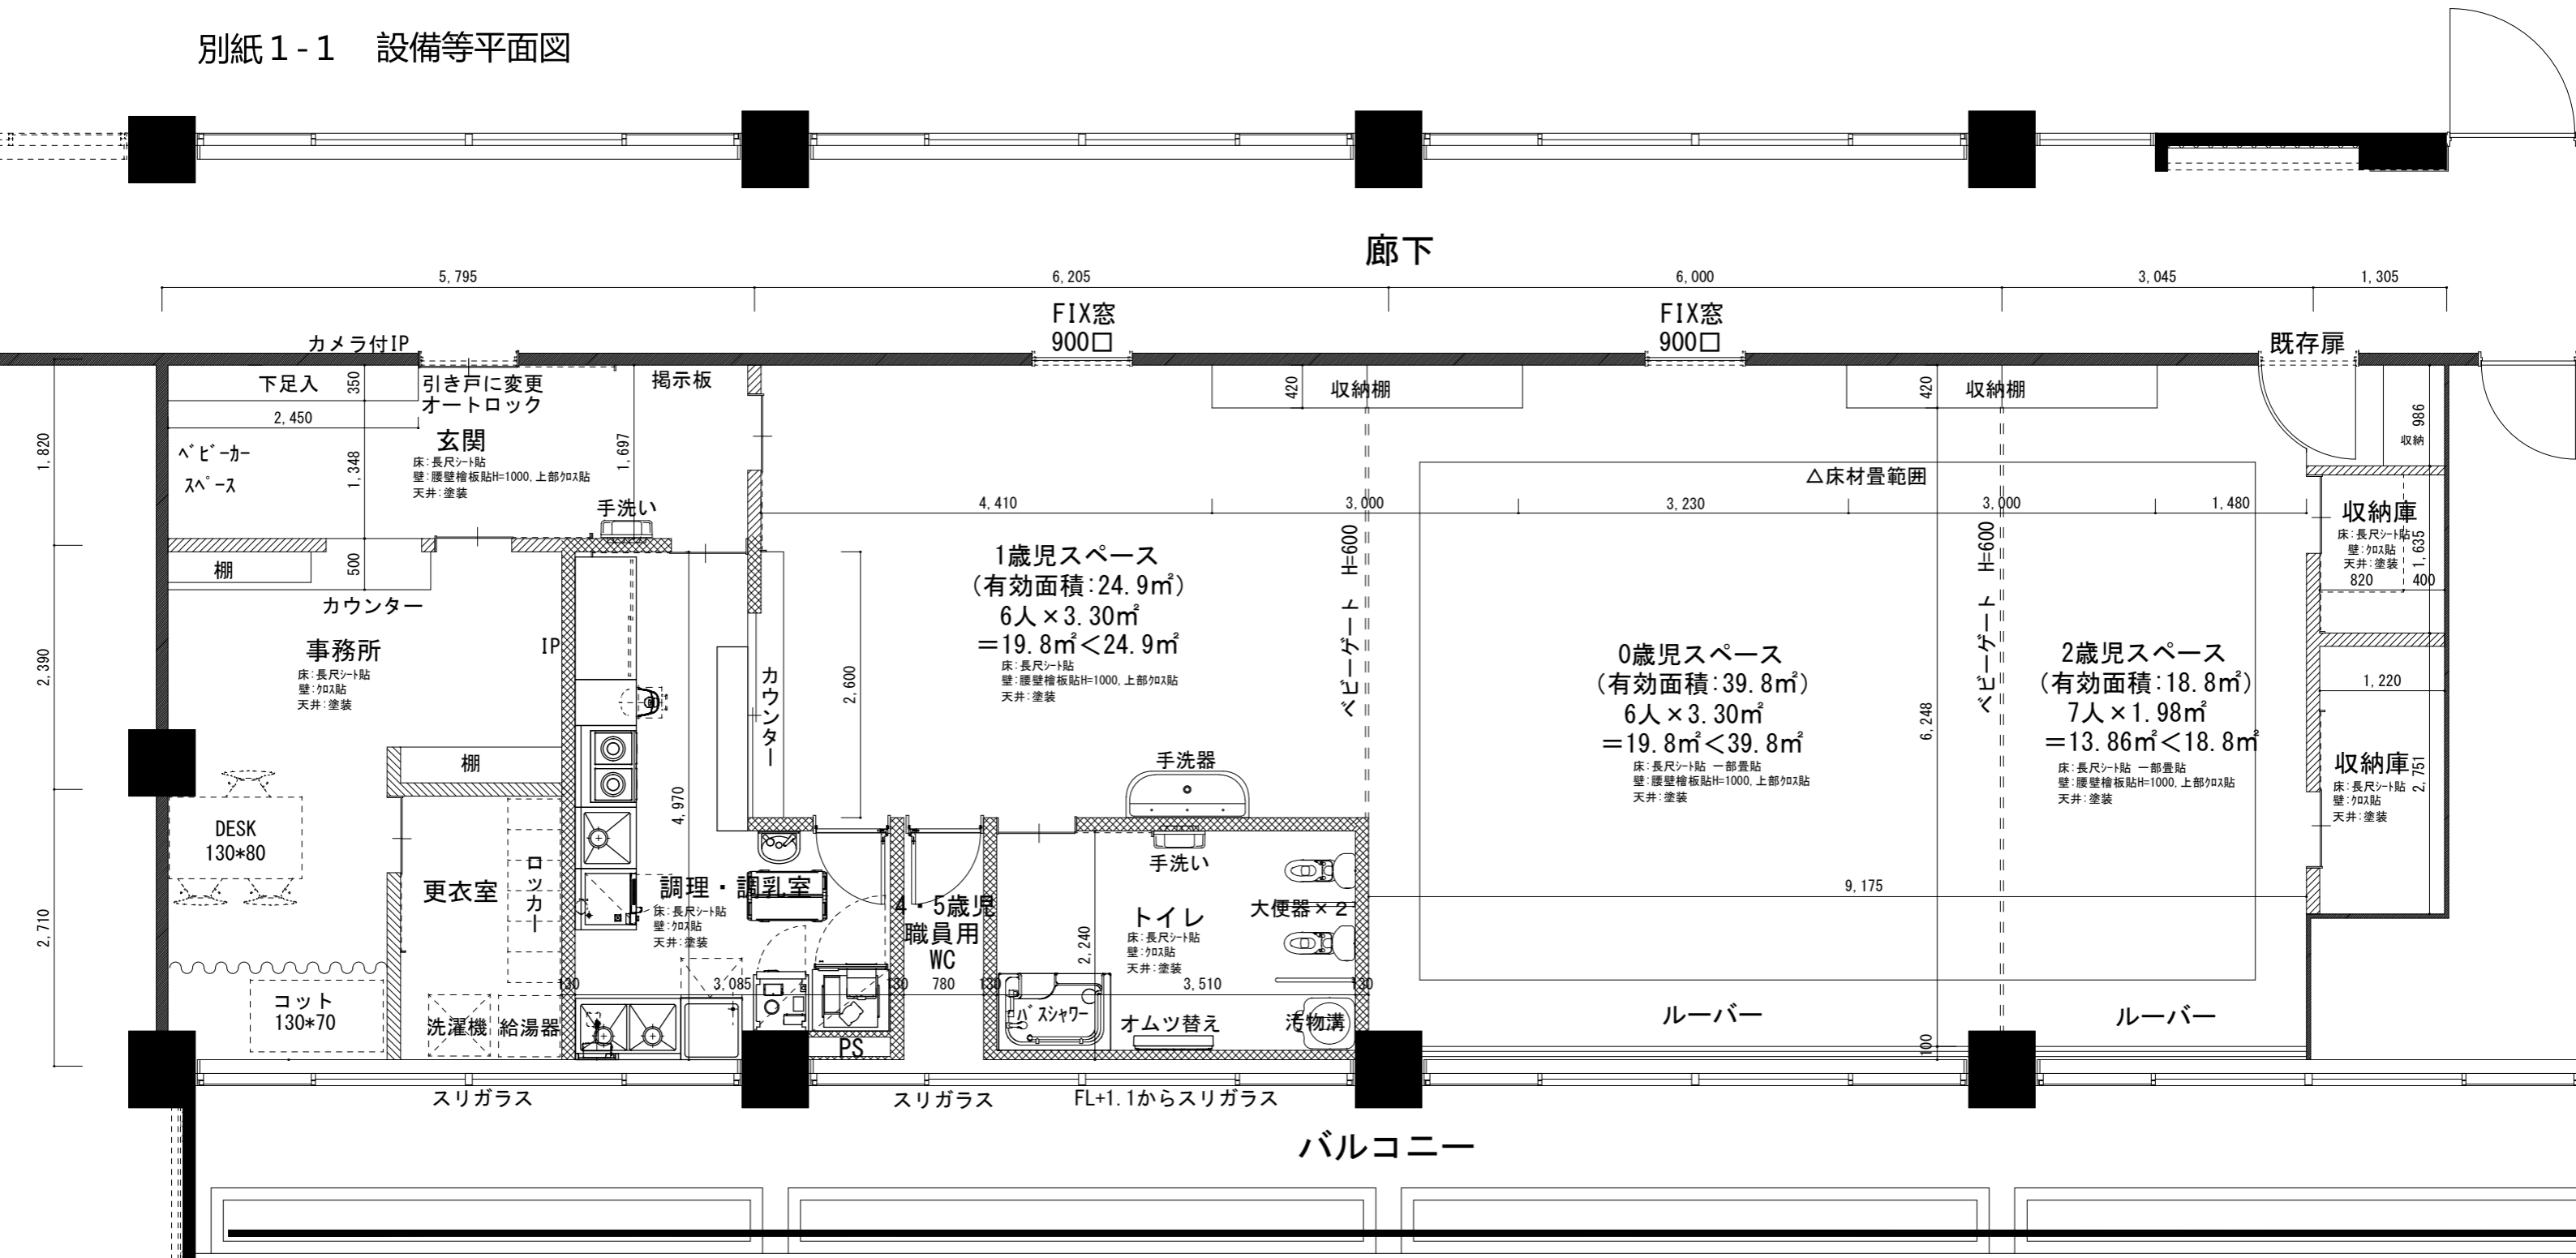 別紙1-1　設備等平面図
廊下
5,795
6,205
6,000
3,045
1,305
FIX窓
900□
FIX窓
900□
既存扉
カメラ付IP
下足入
350
引き戸に変更
オートロック
掲示板
420
収納棚
420
収納棚
986
収納
2,450
1,820
玄関
床:長尺シート貼
壁:腰壁檜板貼H=1000,上部クロス貼
天井:塗装
ベビーカー
スペース
1,348
1,697
手洗い
△床材畳範囲
4,410
3,000
3,230
3,000
1,480
収納庫
床:長尺シート貼
壁:クロス貼
天井:塗装
1,635
820
400
棚
500
カウンター
1歳児スペース
(有効面積:24.9㎡)
6人×3.30㎡
=19.8㎡<24.9㎡
床:長尺シート貼
壁:腰壁檜板貼H=1000,上部クロス貼
天井:塗装
ベビーゲート H=600
ベビーゲート H=600
事務所
床:長尺シート貼
壁:クロス貼
天井:塗装
IP
2,390
カウンター
2,600
0歳児スペース
(有効面積:39.8㎡)
6人×3.30㎡
=19.8㎡<39.8㎡
床:長尺シート貼 一部畳貼
壁:腰壁檜板貼H=1000,上部クロス貼
天井:塗装
6,248
2歳児スペース
(有効面積:18.8㎡)
7人×1.98㎡
=13.86㎡<18.8㎡
床:長尺シート貼 一部畳貼
壁:腰壁檜板貼H=1000,上部クロス貼
天井:塗装
1,220
収納庫
床:長尺シート貼
壁:クロス貼
天井:塗装
2,751
棚
手洗器
4,970
DESK
130*80
更衣室
ロッカー
調理・調乳室
床:長尺シート貼
壁:クロス貼
天井:塗装
手洗い
4・5歳児
職員用
WC
トイレ
床:長尺シート貼
壁:クロス貼
天井:塗装
大便器×2
9,175
2,710
2,240
130
3,085
130
780
130
3,510
130
コット
130*70
洗濯機
給湯器
バスシャワー
オムツ替え
汚物溝
PS
ルーバー
ルーバー
100
スリガラス
スリガラス
FL+1.1からスリガラス
バルコニー